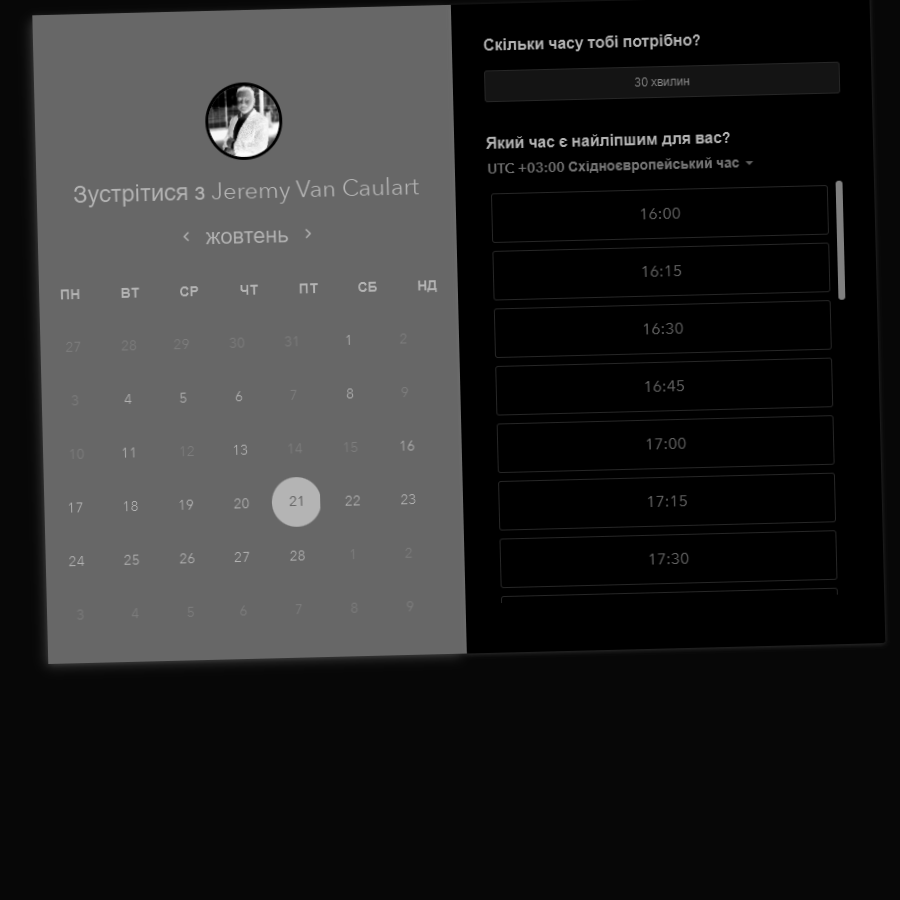 Зустрітися з Jeremy Van Caulart
жовтень
ПН ВТ СР ЧТ ПТ СБ НД
27 28 29 30 31 1 2
3 4 5 6 7 8 9
10 11 12 13 14 15 16
17 18 19 20 21 22 23
24 25 26 27 28 1 2
3 4 5 6 7 8 9
Скільки часу тобі потрібно?
30 хвилин
Який час є найліпшим для вас?
UTC +03:00 Східноєвропейський час
16:00
16:15
16:30
16:45
17:00
17:15
17:30